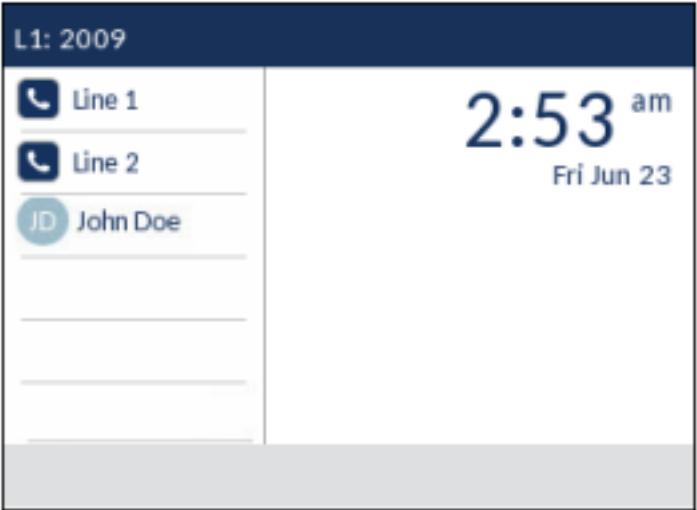 L1: 2009
Line 1
Line 2
JD John Doe
2:53 am
Fri Jun 23